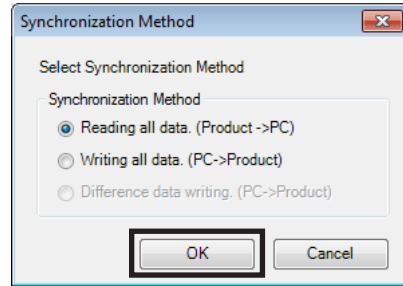 Synchronization Method
Select Synchronization Method
Synchronization Method
Reading all data. (Product ->PC)
Writing all data. (PC->Product)
Difference data writing. (PC->Product)
OK Cancel